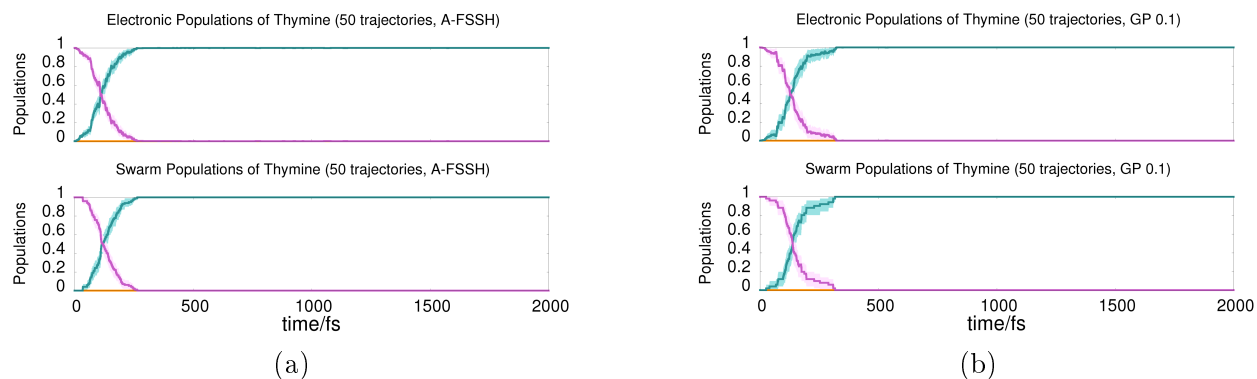 Electronic Populations of Thymine (50 trajectories, A-FSSH)
Populations
1
0.8
0.6
0.4
0.2
0
Swarm Populations of Thymine (50 trajectories, A-FSSH)
Populations
1
0.8
0.6
0.4
0.2
0
0 500 1000 1500 2000
time/fs
(a)
Electronic Populations of Thymine (50 trajectories, GP 0.1)
Populations
1
0.8
0.6
0.4
0.2
0
Swarm Populations of Thymine (50 trajectories, GP 0.1)
Populations
1
0.8
0.6
0.4
0.2
0
0 500 1000 1500 2000
time/fs
(b)